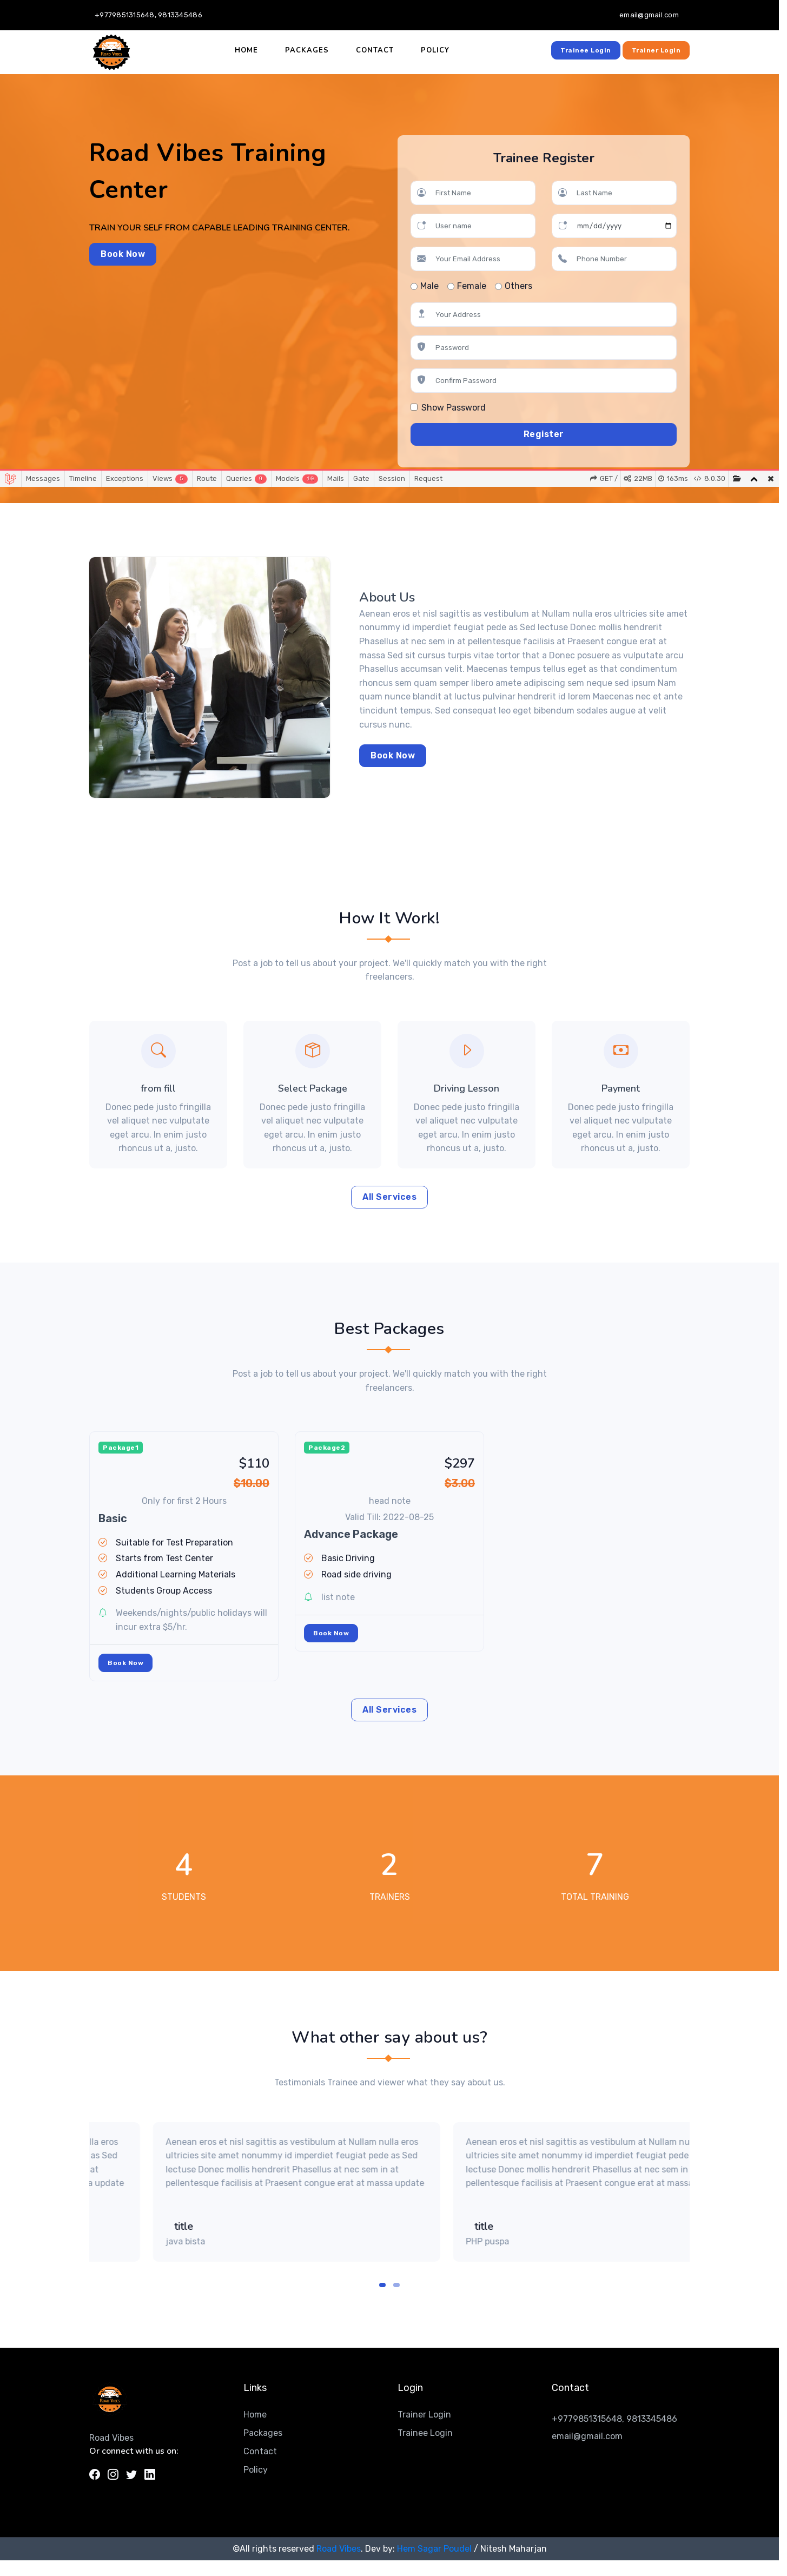 +9779851315648, 9813345486
email@gmail.com
Road Vibes
HOME
PACKAGES
CONTACT
POLICY
Trainee Login
Trainer Login
Road Vibes Training
Center
TRAIN YOUR SELF FROM CAPABLE LEADING TRAINING CENTER.
Book Now
Trainee Register
First Name
Last Name
User name
mm/dd/yyyy
Your Email Address
Phone Number
Male
Female
Others
Your Address
Password
Confirm Password
Show Password
Register
Messages
Timeline
Exceptions
Views
Route
Queries
Models
Mails
Gate
Session
Request
GET /
22MB
163ms
8.0.30
About Us
Aenean eros et nisl sagittis as vestibulum at Nullam nulla eros ultricies site amet
nonummy id imperdiet feugiat pede as Sed lectuse Donec mollis hendrerit
Phasellus at nec sem in at pellentesque facilisis at Praesent congue erat at
massa Sed sit cursus turpis vitae tortor that a Donec posuere as vulputate arcu
Phasellus accumsan velit. Maecenas tempus tellus eget as that condimentum
rhoncus sem quam semper libero amete adipiscing sem neque sed ipsum Nam
quam nunce blandit at luctus pulvinar hendrerit id lorem Maecenas nec et ante
tincidunt tempus. Sed consequat leo eget bibendum sodales augue at velit
cursus nunc.
Book Now
How It Work!
Post a job to tell us about your project. We'll quickly match you with the right
freelancers.
from fill
Donec pede justo fringilla
vel aliquet nec vulputate
eget arcu. In enim justo
rhoncus ut a, justo.
Select Package
Donec pede justo fringilla
vel aliquet nec vulputate
eget arcu. In enim justo
rhoncus ut a, justo.
Driving Lesson
Donec pede justo fringilla
vel aliquet nec vulputate
eget arcu. In enim justo
rhoncus ut a, justo.
Payment
Donec pede justo fringilla
vel aliquet nec vulputate
eget arcu. In enim justo
rhoncus ut a, justo.
All Services
Best Packages
Post a job to tell us about your project. We'll quickly match you with the right
freelancers.
Package1
$110
$10.00
Only for first 2 Hours
Basic
Suitable for Test Preparation
Starts from Test Center
Additional Learning Materials
Students Group Access
Weekends/nights/public holidays will
incur extra $5/hr.
Book Now
Package2
$297
$3.00
head note
Valid Till: 2022-08-25
Advance Package
Basic Driving
Road side driving
list note
Book Now
All Services
4
STUDENTS
2
TRAINERS
7
TOTAL TRAINING
What other say about us?
Testimonials Trainee and viewer what they say about us.
lla eros
as Sed
at
a update
Aenean eros et nisl sagittis as vestibulum at Nullam nulla eros
ultricies site amet nonummy id imperdiet feugiat pede as Sed
lectuse Donec mollis hendrerit Phasellus at nec sem in at
pellentesque facilisis at Praesent congue erat at massa update
title
java bista
Aenean eros et nisl sagittis as vestibulum at Nullam nu
ultricies site amet nonummy id imperdiet feugiat pede
lectuse Donec mollis hendrerit Phasellus at nec sem in
pellentesque facilisis at Praesent congue erat at massa
title
PHP puspa
Road Vibes
Road Vibes
Or connect with us on:
Links
Home
Packages
Contact
Policy
Login
Trainer Login
Trainee Login
Contact
+9779851315648, 9813345486
email@gmail.com
©All rights reserved Road Vibes. Dev by: Hem Sagar Poudel / Nitesh Maharjan